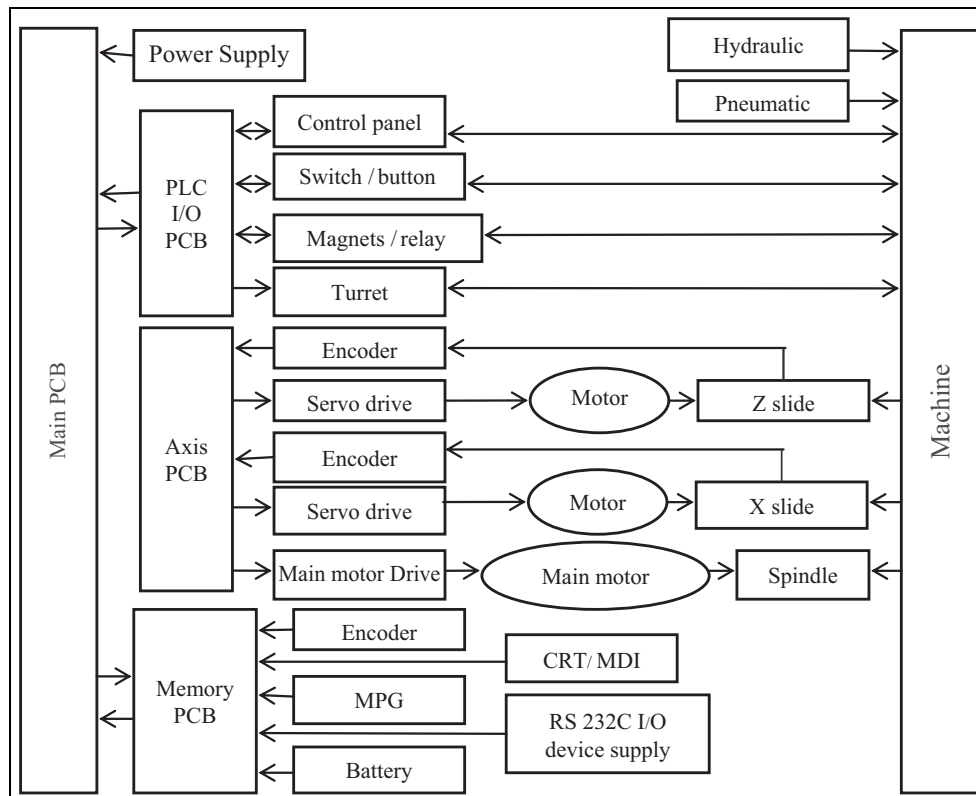 Main PCB
Power Supply
Hydraulic
Pneumatic
PLC
I/O
PCB
Control panel
Switch / button
Magnets / relay
Turret
Axis
PCB
Encoder
Servo drive
Motor
Z slide
Encoder
Servo drive
Motor
X slide
Main motor Drive
Main motor
Spindle
Memory
PCB
Encoder
CRT/ MDI
MPG
RS 232C I/O
device supply
Battery
Machine